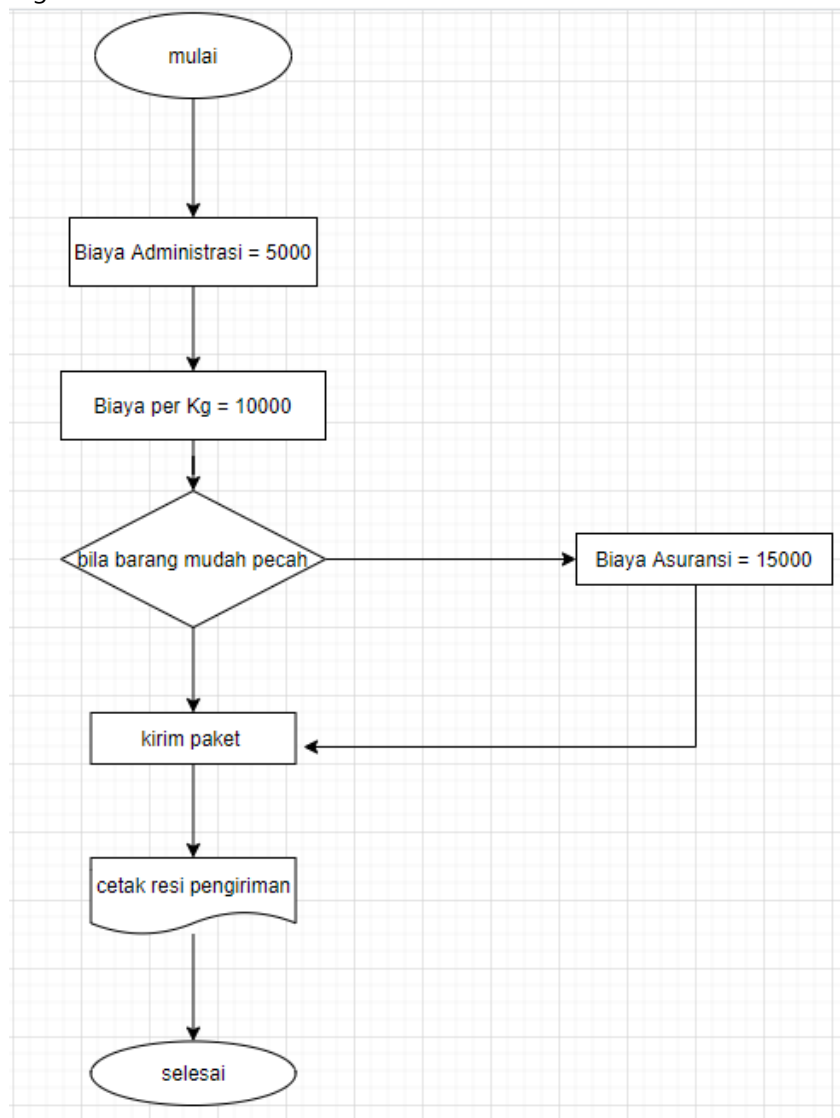 mulai
Biaya Administrasi = 5000
Biaya per Kg = 10000
bila barang mudah pecah
Biaya Asuransi = 15000
kirim paket
cetak resi pengiriman
selesai